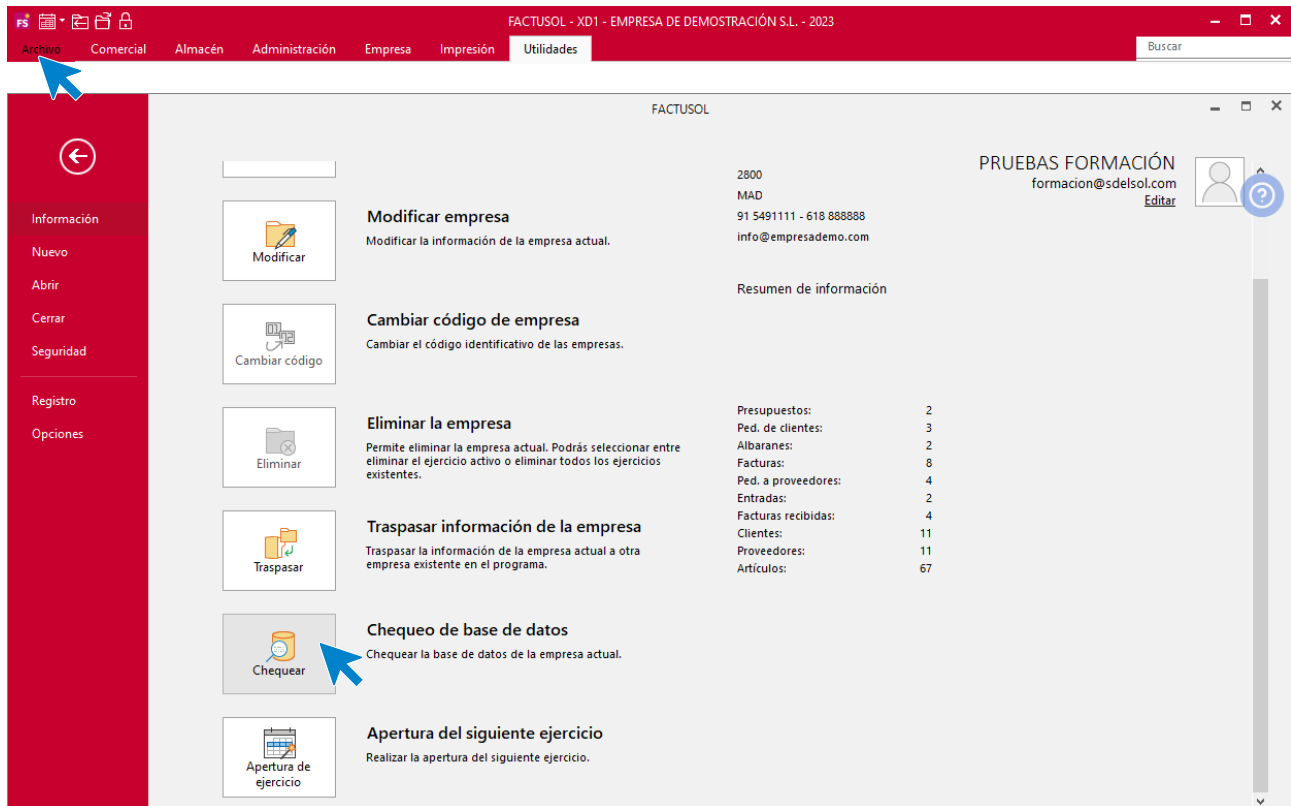 FS
FACTUSOL - XD1 - EMPRESA DE DEMOSTRACIÓN S.L. - 2023
Archivo Comercial Almacén Administración Empresa Impresión Utilidades
Buscar
FACTUSOL
Información
Nuevo
Abrir
Cerrar
Seguridad
Registro
Opciones
Modificar
Modificar empresa
Modificar la información de la empresa actual.
Cambiar código
Cambiar código de empresa
Cambiar el código identificativo de las empresas.
Eliminar
Eliminar la empresa
Permite eliminar la empresa actual. Podrás seleccionar entre
eliminar el ejercicio activo o eliminar todos los ejercicios
existentes.
Traspasar
Traspasar información de la empresa
Traspasar la información de la empresa actual a otra
empresa existente en el programa.
Chequear
Chequeo de base de datos
Chequear la base de datos de la empresa actual.
Apertura de
ejercicio
Apertura del siguiente ejercicio
Realizar la apertura del siguiente ejercicio.
2800
MAD
91 5491111 - 618 888888
info@empresademo.com
Resumen de información
Presupuestos: 2
Ped. de clientes: 3
Albaranes: 2
Facturas: 8
Ped. a proveedores: 4
Entradas: 2
Facturas recibidas: 4
Clientes: 11
Proveedores: 11
Artículos: 67
PRUEBAS FORMACIÓN
formacion@sdelsol.com
Editar
?